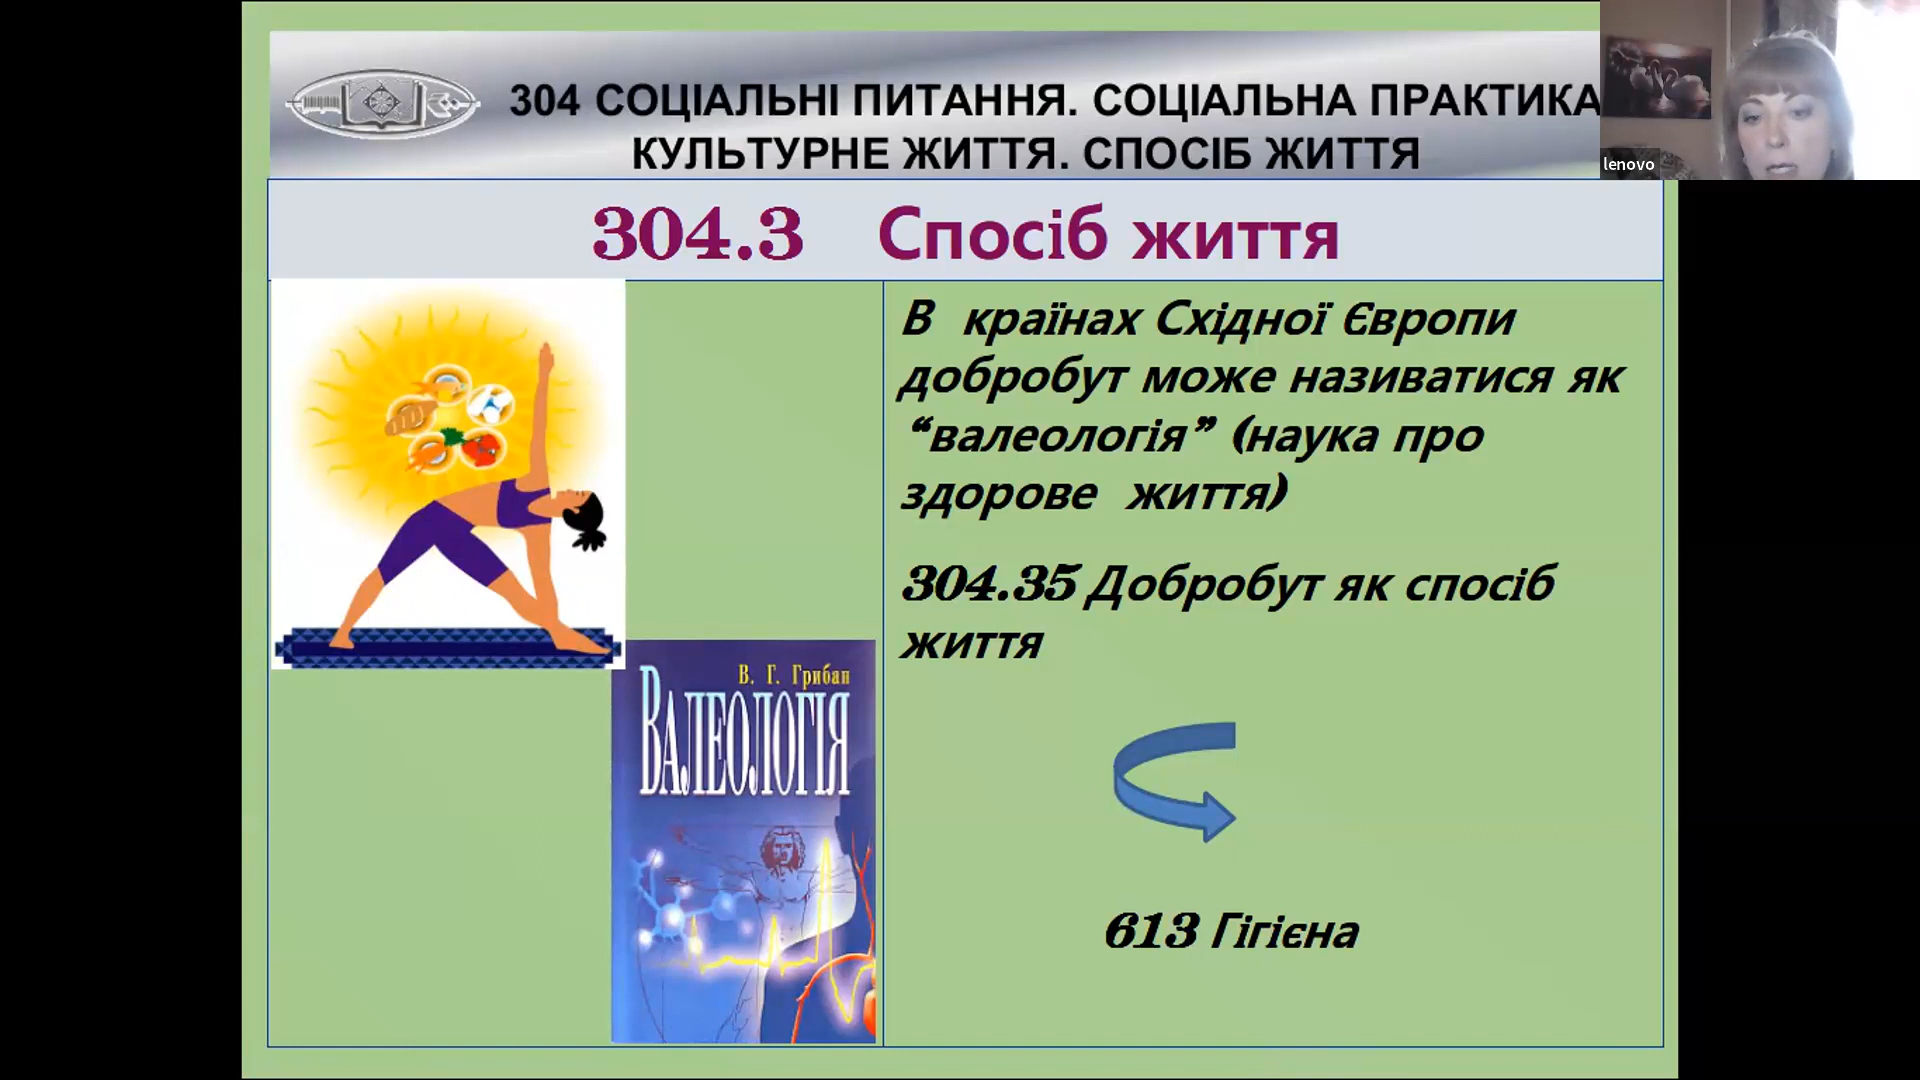 304 СОЦІАЛЬНІ ПИТАННЯ. СОЦІАЛЬНА ПРАКТИКА
КУЛЬТУРНЕ ЖИТТЯ. СПОСІБ ЖИТТЯ
lenovo
304.3 Спосіб життя
В країнах Східної Європи
добробут може називатися як
“валеологія” (наука про
здорове життя)
304.35 Добробут як спосіб
життя
В. Г. Грибан
ВАЛЕОЛОГІЯ
613 Гігієна